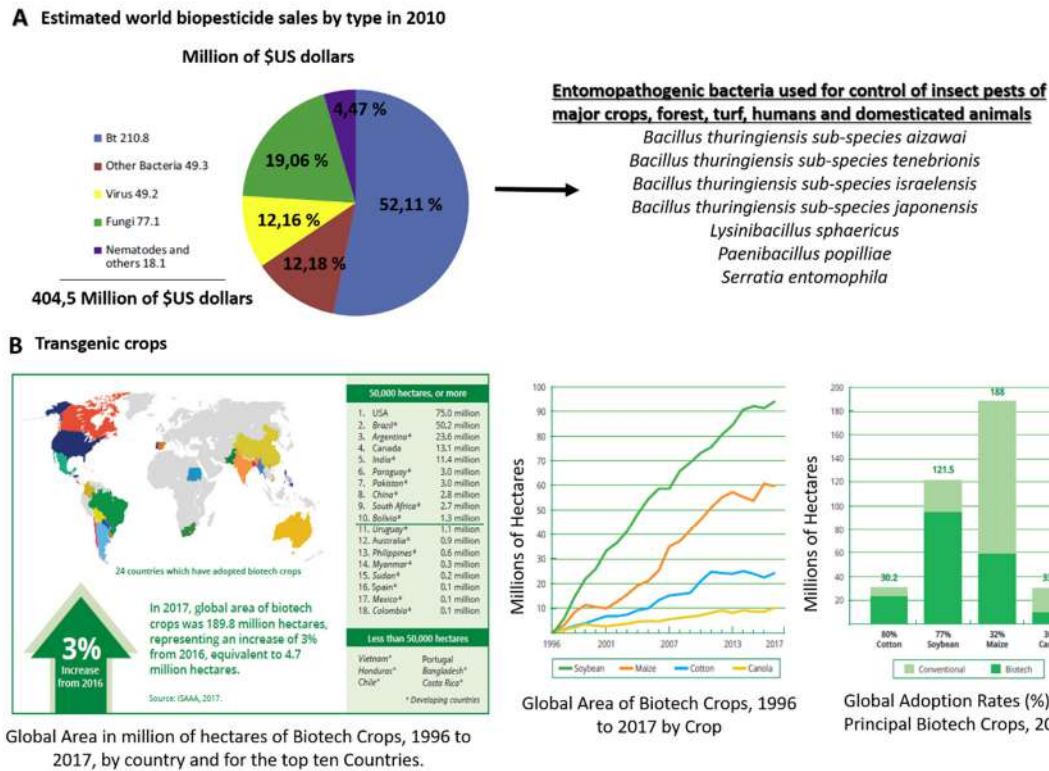 A Estimated world biopesticide sales by type in 2010
Million of $US dollars
Bt 210.8
Other Bacteria 49.3
Virus 49.2
Fungi 77.1
Nematodes and
others 18.1
404,5 Million of $US dollars
4,47 %
19,06 %
52,11 %
12,16 %
12,18 %
Entomopathogenic bacteria used for control of insect pests of
major crops, forest, turf, humans and domesticated animals
Bacillus thuringiensis sub-species aizawai
Bacillus thuringiensis sub-species tenebrionis
Bacillus thuringiensis sub-species israelensis
Bacillus thuringiensis sub-species japonensis
Lysinibacillus sphaericus
Paenibacillus popilliae
Serratia entomophila
B Transgenic crops
24 countries which have adopted biotech crops
3%
Increase
from 2016
In 2017, global area of biotech
crops was 189.8 million hectares,
representing an increase of 3%
from 2016, equivalent to 4.7
million hectares.
Source: ISAAA, 2017.
50,000 hectares, or more
1. USA 75.0 million
2. Brazil* 50.2 million
3. Argentina* 23.6 million
4. Canada 13.1 million
5. India* 11.4 million
6. Paraguay* 3.0 million
7. Pakistan* 3.0 million
8. China* 2.8 million
9. South Africa* 2.7 million
10. Bolivia* 1.3 million
11. Uruguay* 1.1 million
12. Australia* 0.9 million
13. Philippines* 0.6 million
14. Myanmar* 0.3 million
15. Sudan* 0.2 million
16. Spain* 0.1 million
17. Mexico* 0.1 million
18. Colombia* 0.1 million
Less than 50,000 hectares
Vietnam* Portugal
Honduras* Bangladesh*
Chile* Costa Rica*
* Developing countries
Global Area in million of hectares of Biotech Crops, 1996 to
2017, by country and for the top ten Countries.
Millions of Hectares
100
90
80
70
60
50
40
30
20
10
1996 2001 2007 2013 2017
Soybean Maize Cotton Canola
Global Area of Biotech Crops, 1996
to 2017 by Crop
Millions of Hectares
200
180
160
140
120
100
80
60
40
20
0
30.2
121.5
188
80% 77% 32%
Cotton Soybean Maize
Conventional Biotech
Global Adoption Rates (%)
Principal Biotech Crops,